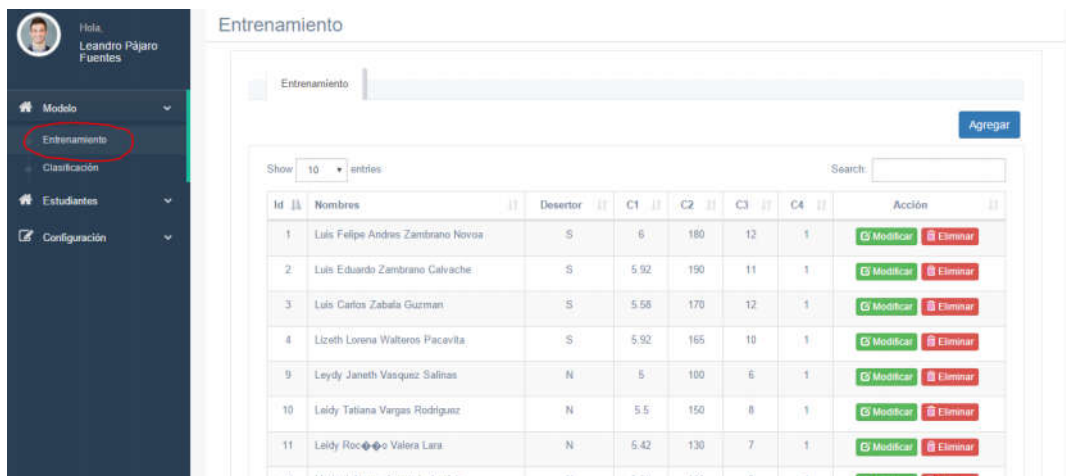 Hola,
Leandro Pájaro
Fuentes
Modelo
Entrenamiento
Clasificación
Estudiantes
Configuración
Entrenamiento
Entrenamiento
Agregar
Show 10 entries Search:
Id Nombres Desertor C1 C2 C3 C4 Acción
1 Luis Felipe Andres Zambrano Novoa S 6 180 12 1 Modificar Eliminar
2 Luis Eduardo Zambrano Calvache S 5.92 190 11 1 Modificar Eliminar
3 Luis Carlos Zabala Guzman S 5.58 170 12 1 Modificar Eliminar
4 Lizeth Lorena Walteros Pacavita S 5.92 165 10 1 Modificar Eliminar
9 Leydy Janeth Vasquez Salinas N 5 100 6 1 Modificar Eliminar
10 Leidy Tatiana Vargas Rodriguez N 5.5 150 8 1 Modificar Eliminar
11 Leidy Roc��o Valera Lara N 5.42 130 7 1 Modificar Eliminar